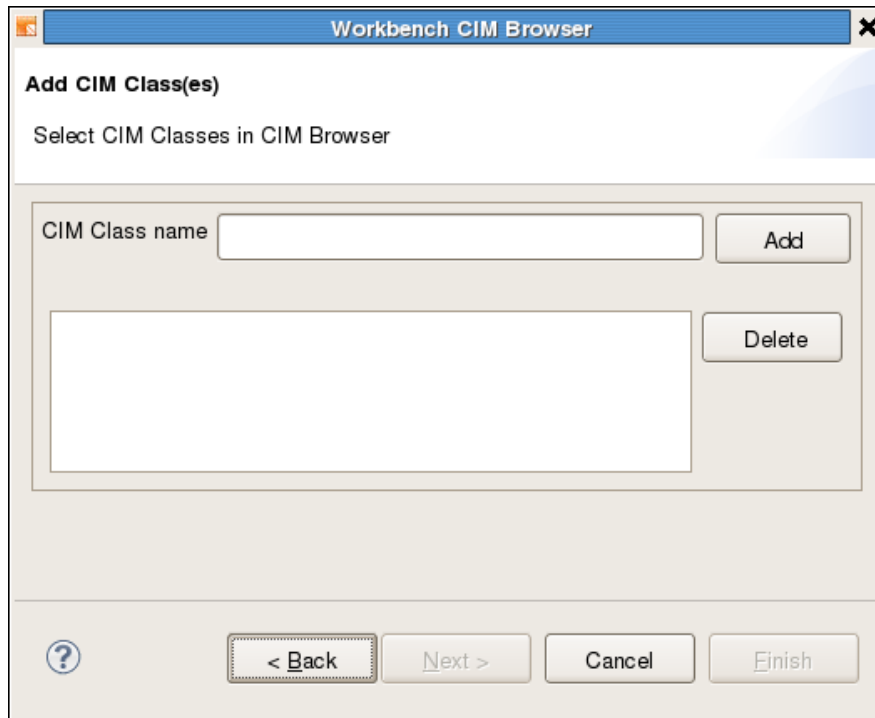 Workbench CIM Browser
Add CIM Class(es)
Select CIM Classes in CIM Browser
CIM Class name
Add
Delete
?
< Back
Next >
Cancel
Finish